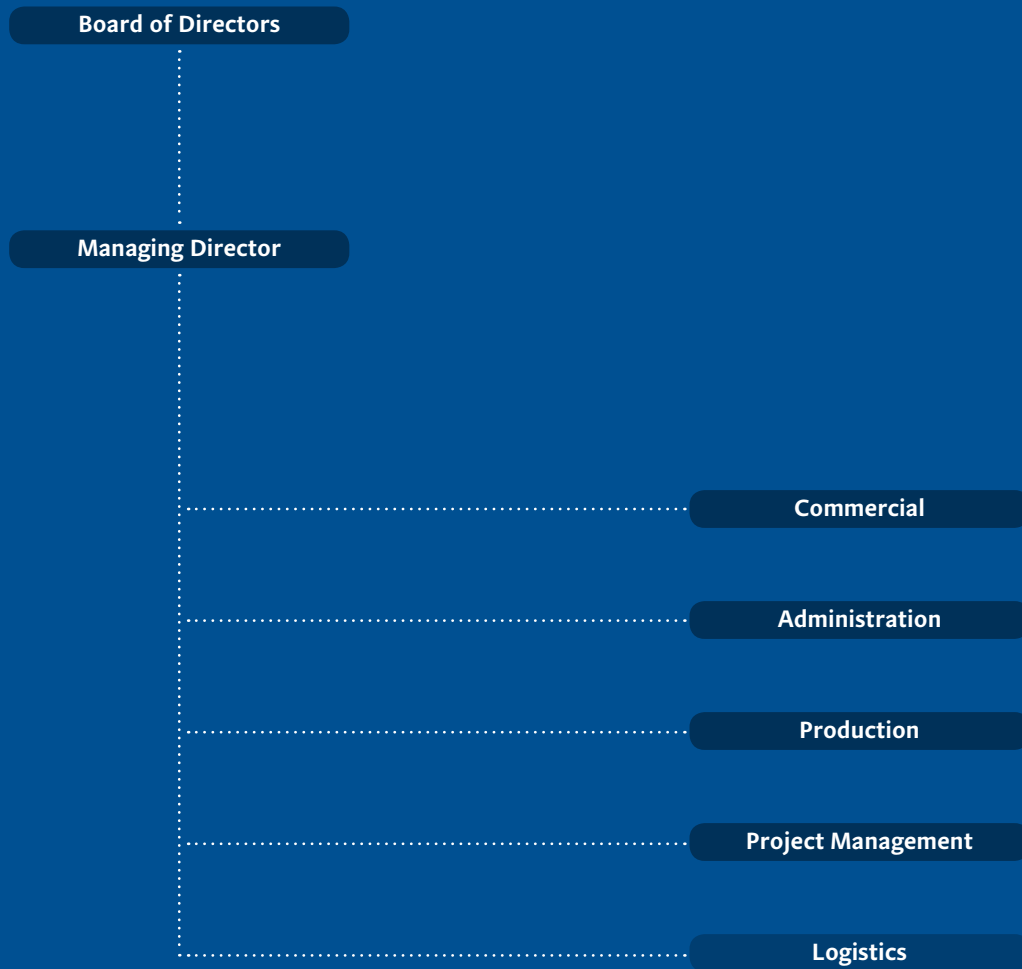 Board of Directors
Managing Director
Commercial
Administration
Production
Project Management
Logistics